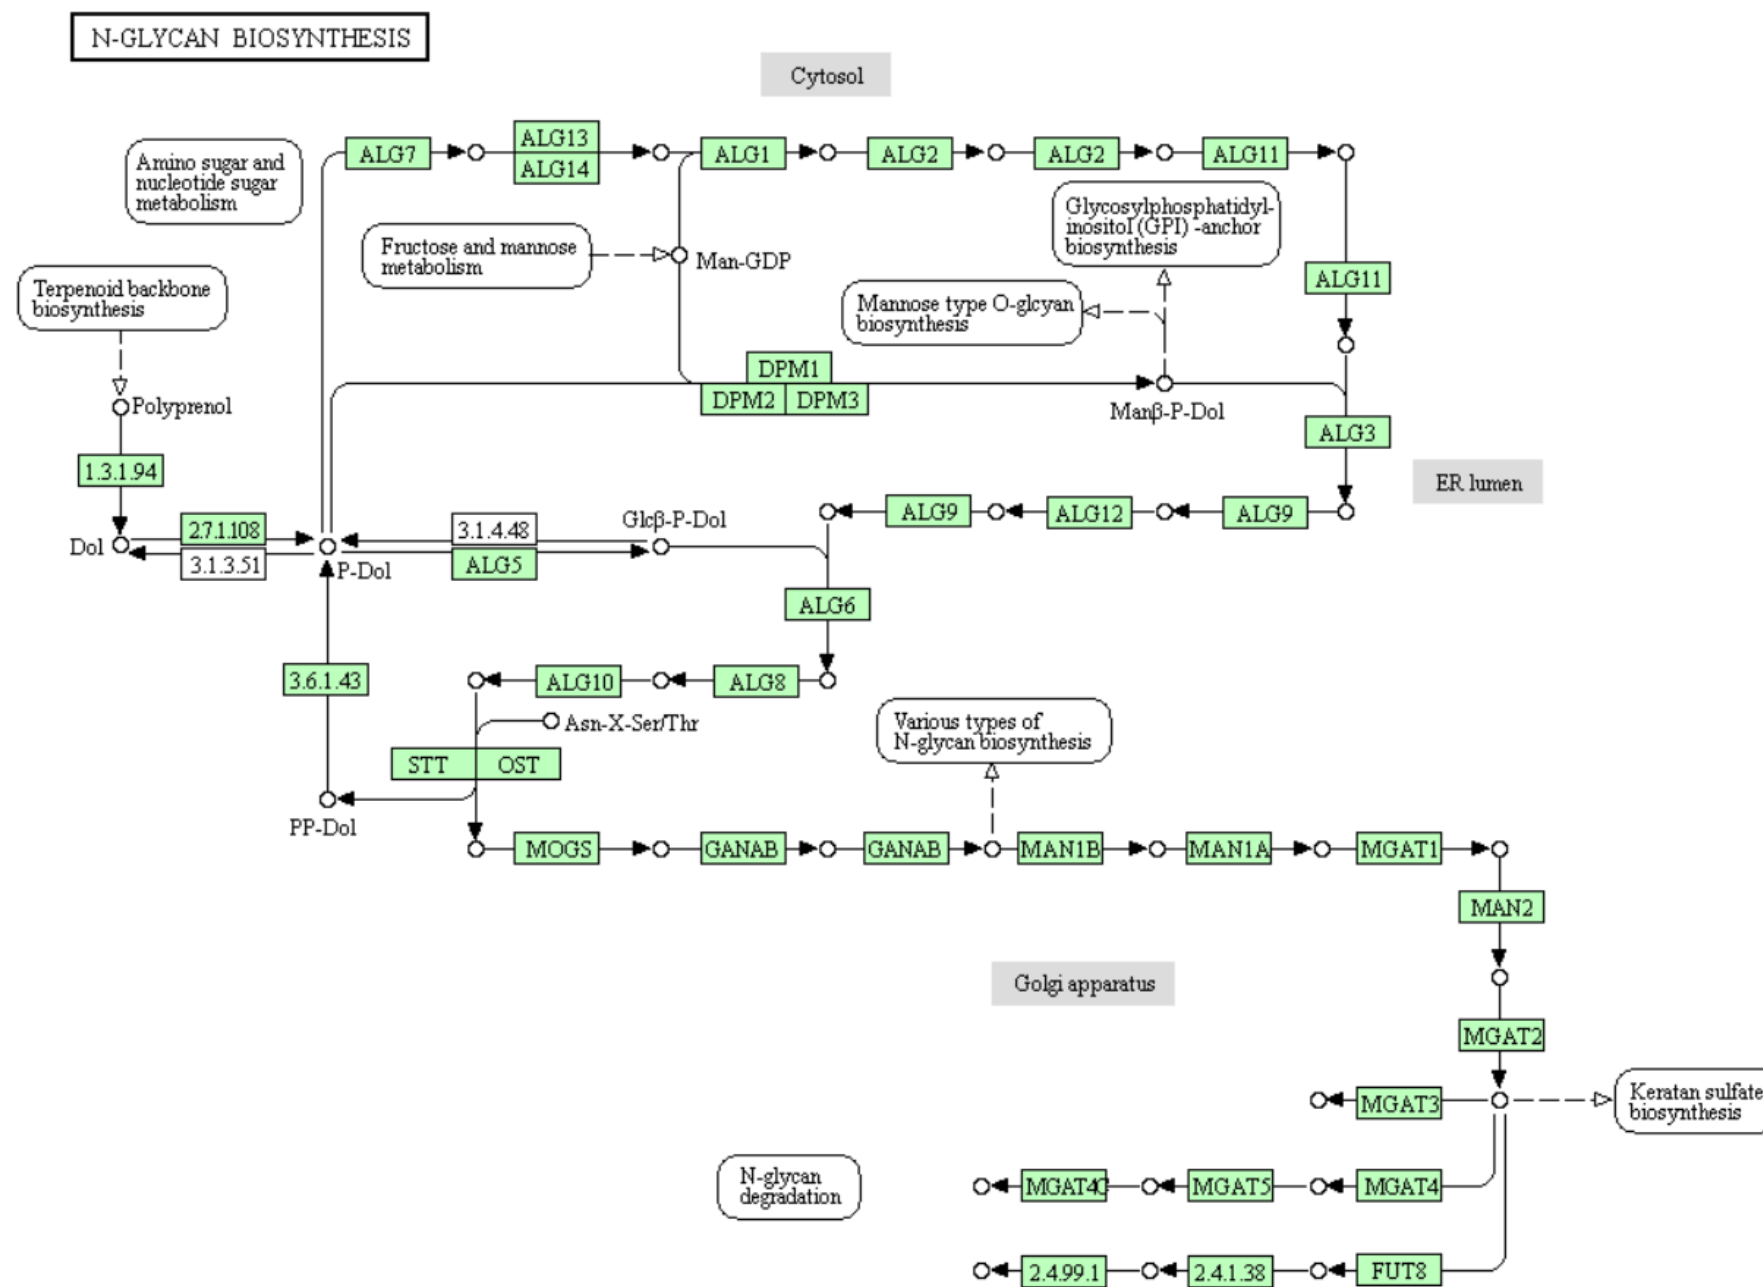 N-GLYCAN BIOSYNTHESIS
Cytosol
Amino sugar and
nucleotide sugar
metabolism
ALG7
ALG13
ALG14
ALG1
ALG2
ALG2
ALG11
Fructose and mannose
metabolism
Man-GDP
Glycosylphosphatidyl-
inositol (GPI) -anchor
biosynthesis
Terpenoid backbone
biosynthesis
Mannose type O-glcyan
biosynthesis
ALG11
DPM1
DPM2
DPM3
Manβ-P-Dol
Polyprenol
ALG3
1.3.1.94
ER lumen
Dol
2.7.1.108
3.1.3.51
P-Dol
3.1.4.48
ALG5
Glcβ-P-Dol
ALG9
ALG12
ALG9
ALG6
3.6.1.43
ALG10
ALG8
Asn-X-Ser/Thr
STT
OST
PP-Dol
Various types of
N-glycan biosynthesis
MOGS
GANAB
GANAB
MAN1B
MAN1A
MGAT1
MAN2
Golgi apparatus
MGAT2
MGAT3
Keratan sulfate
biosynthesis
N-glycan
degradation
MGAT4C
MGAT5
MGAT4
2.4.99.1
2.4.1.38
FUT8